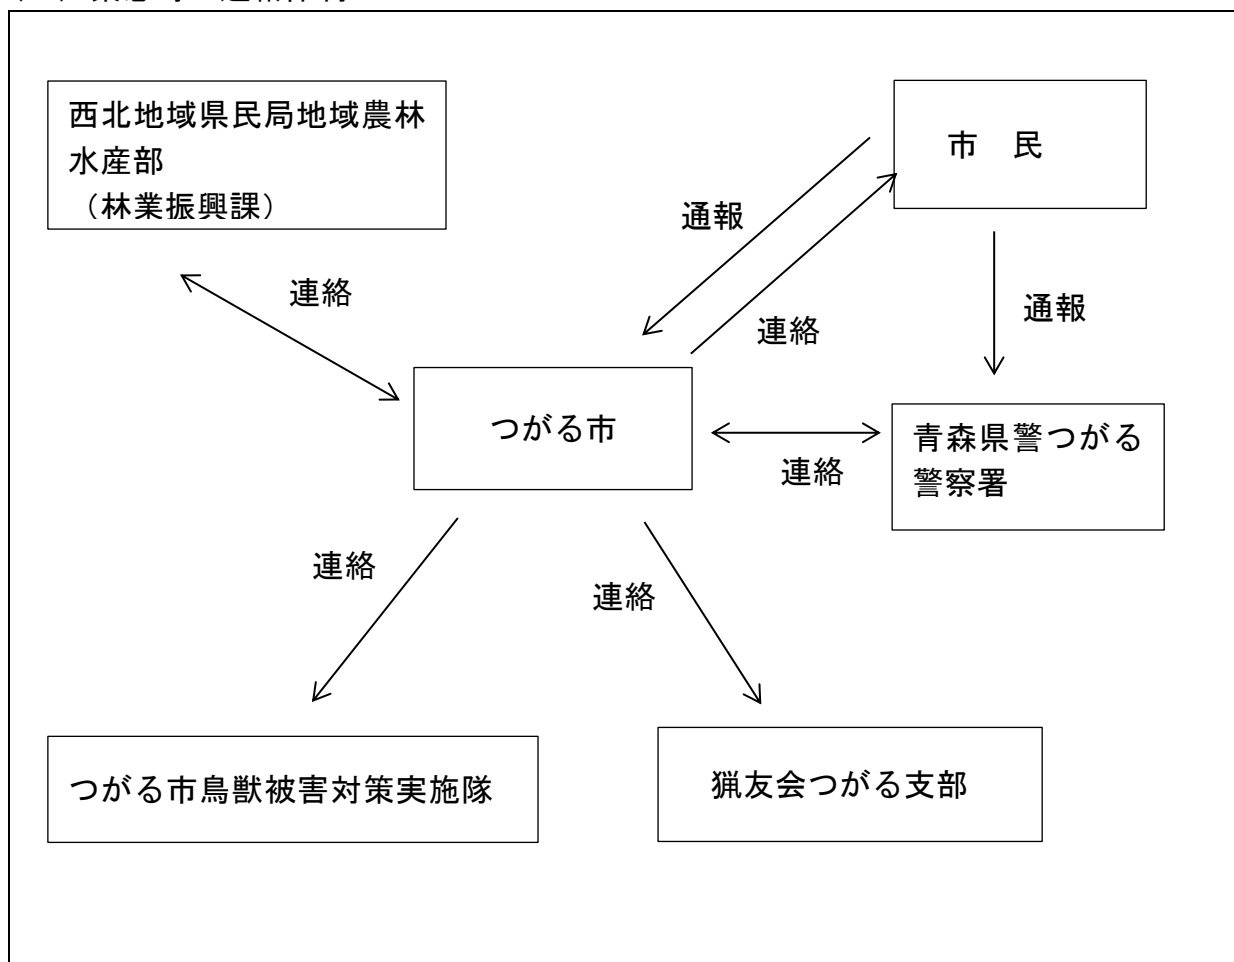 西北地域県民局地域農林
水産部
（林業振興課）
市　民
通報
連絡
連絡
通報
つがる市
連絡
青森県警つがる
警察署
連絡
連絡
つがる市鳥獣被害対策実施隊
猟友会つがる支部